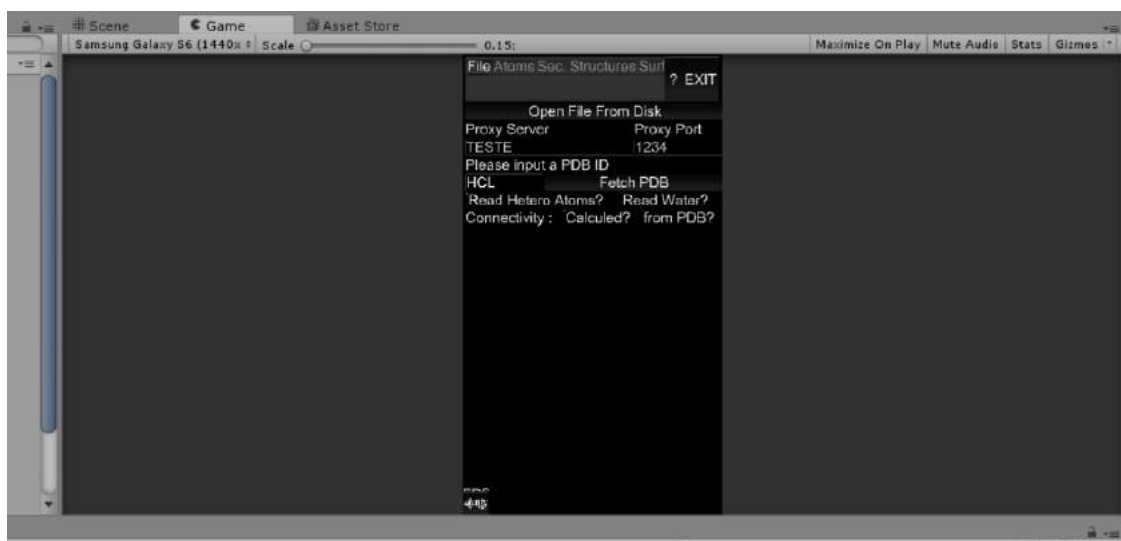 Scene Game Asset Store
Samsung Galaxy S6 (1440x Scale 0.15: Maximize On Play Mute Audio Stats Gizmos
File Atoms Sec. Structures Surf ? EXIT
Open File From Disk
Proxy Server Proxy Port
TESTE 1234
Please input a PDB ID
HCL Fetch PDB
Read Hetero Atoms? Read Water?
Connectivity : Calculed? from PDB?